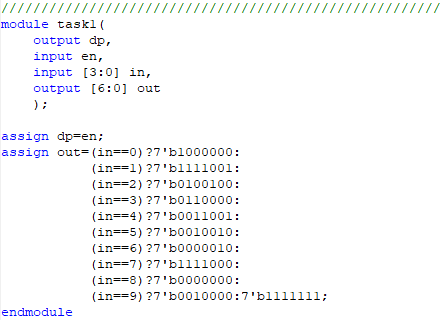 //////////////////////////////////////////////////////
module task1(
    output dp,
    input en,
    input [3:0] in,
    output [6:0] out
    );

assign dp=en;
assign out=(in==0)?7'b1000000:
           (in==1)?7'b1111001:
           (in==2)?7'b0100100:
           (in==3)?7'b0110000:
           (in==4)?7'b0011001:
           (in==5)?7'b0010010:
           (in==6)?7'b0000010:
           (in==7)?7'b1111000:
           (in==8)?7'b0000000:
           (in==9)?7'b0010000:7'b1111111;
endmodule